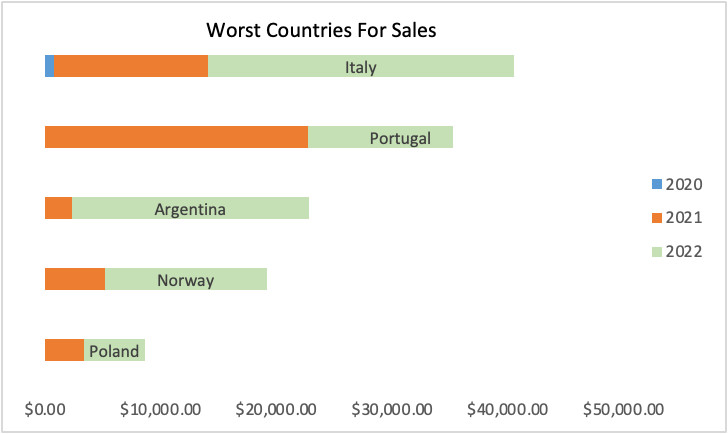 Worst Countries For Sales
Italy
Portugal
Argentina
Norway
Poland
2020
2021
2022
$0.00 $10,000.00 $20,000.00 $30,000.00 $40,000.00 $50,000.00